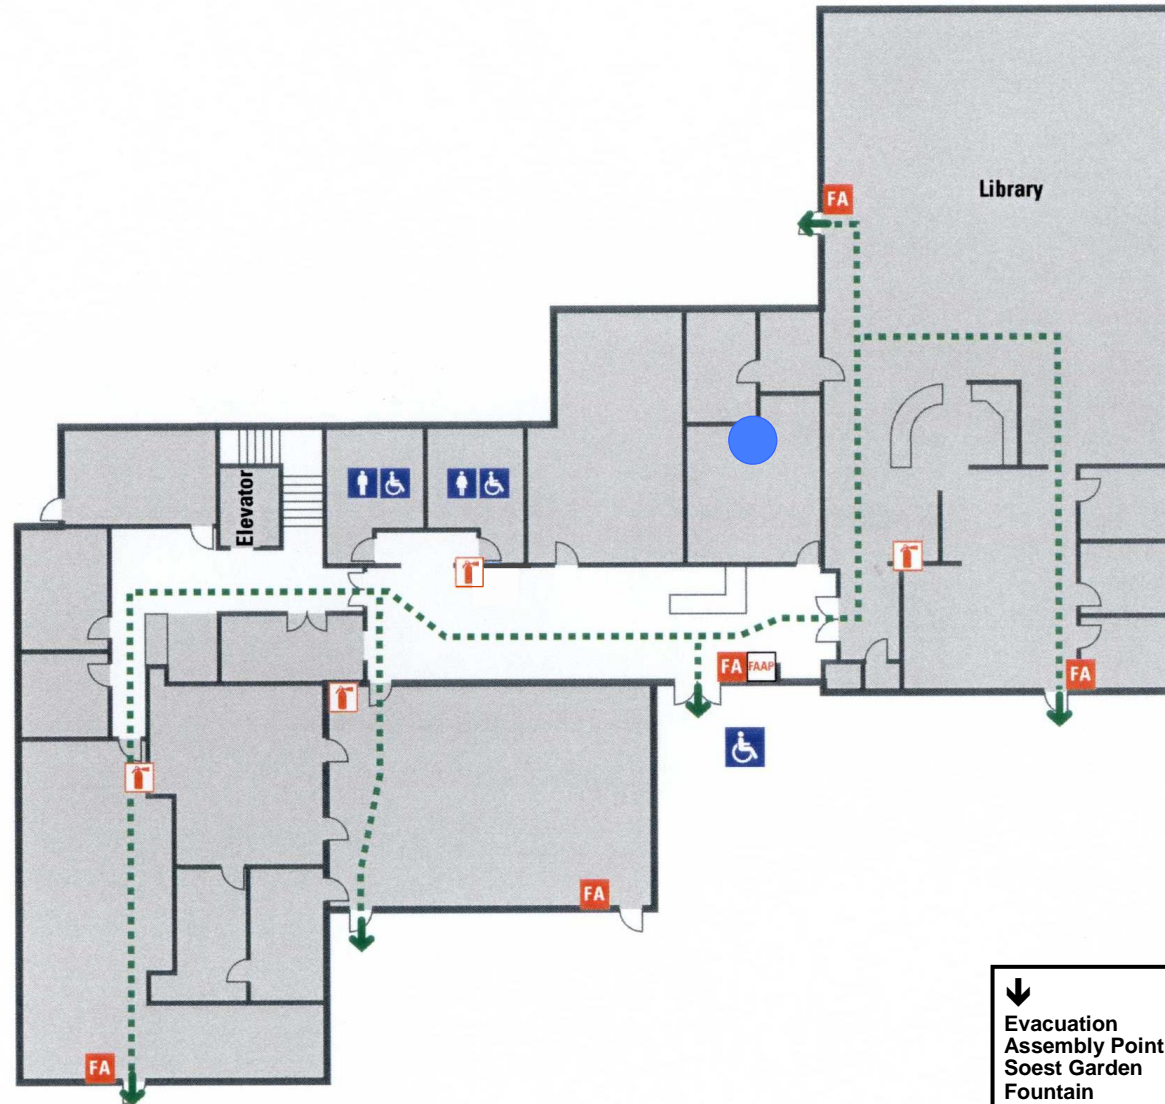 FA
Library
Elevator
FA
FAAP
FA
FA
FA
Evacuation
Assembly Point
Soest Garden
Fountain